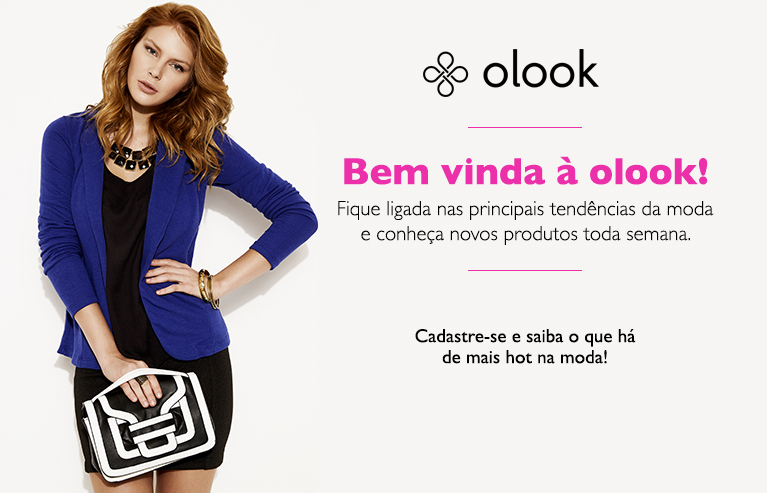 olook
Bem vinda à olook!
Fique ligada nas principais tendências da moda
e conheça novos produtos toda semana.
Cadastre-se e saiba o que há
de mais hot na moda!